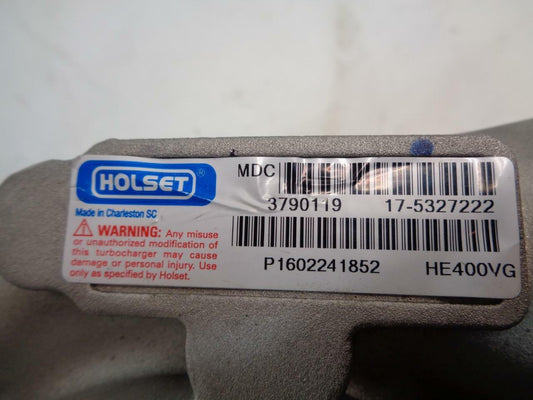 HOLSET ®
Made in Charleston SC
WARNING: Any misuse
or unauthorized modification of
this turbocharger may cause
damage or personal injury. Use
only as specified by Holset.
MDC
3790119 17-5327222
P1602241852 HE400VG